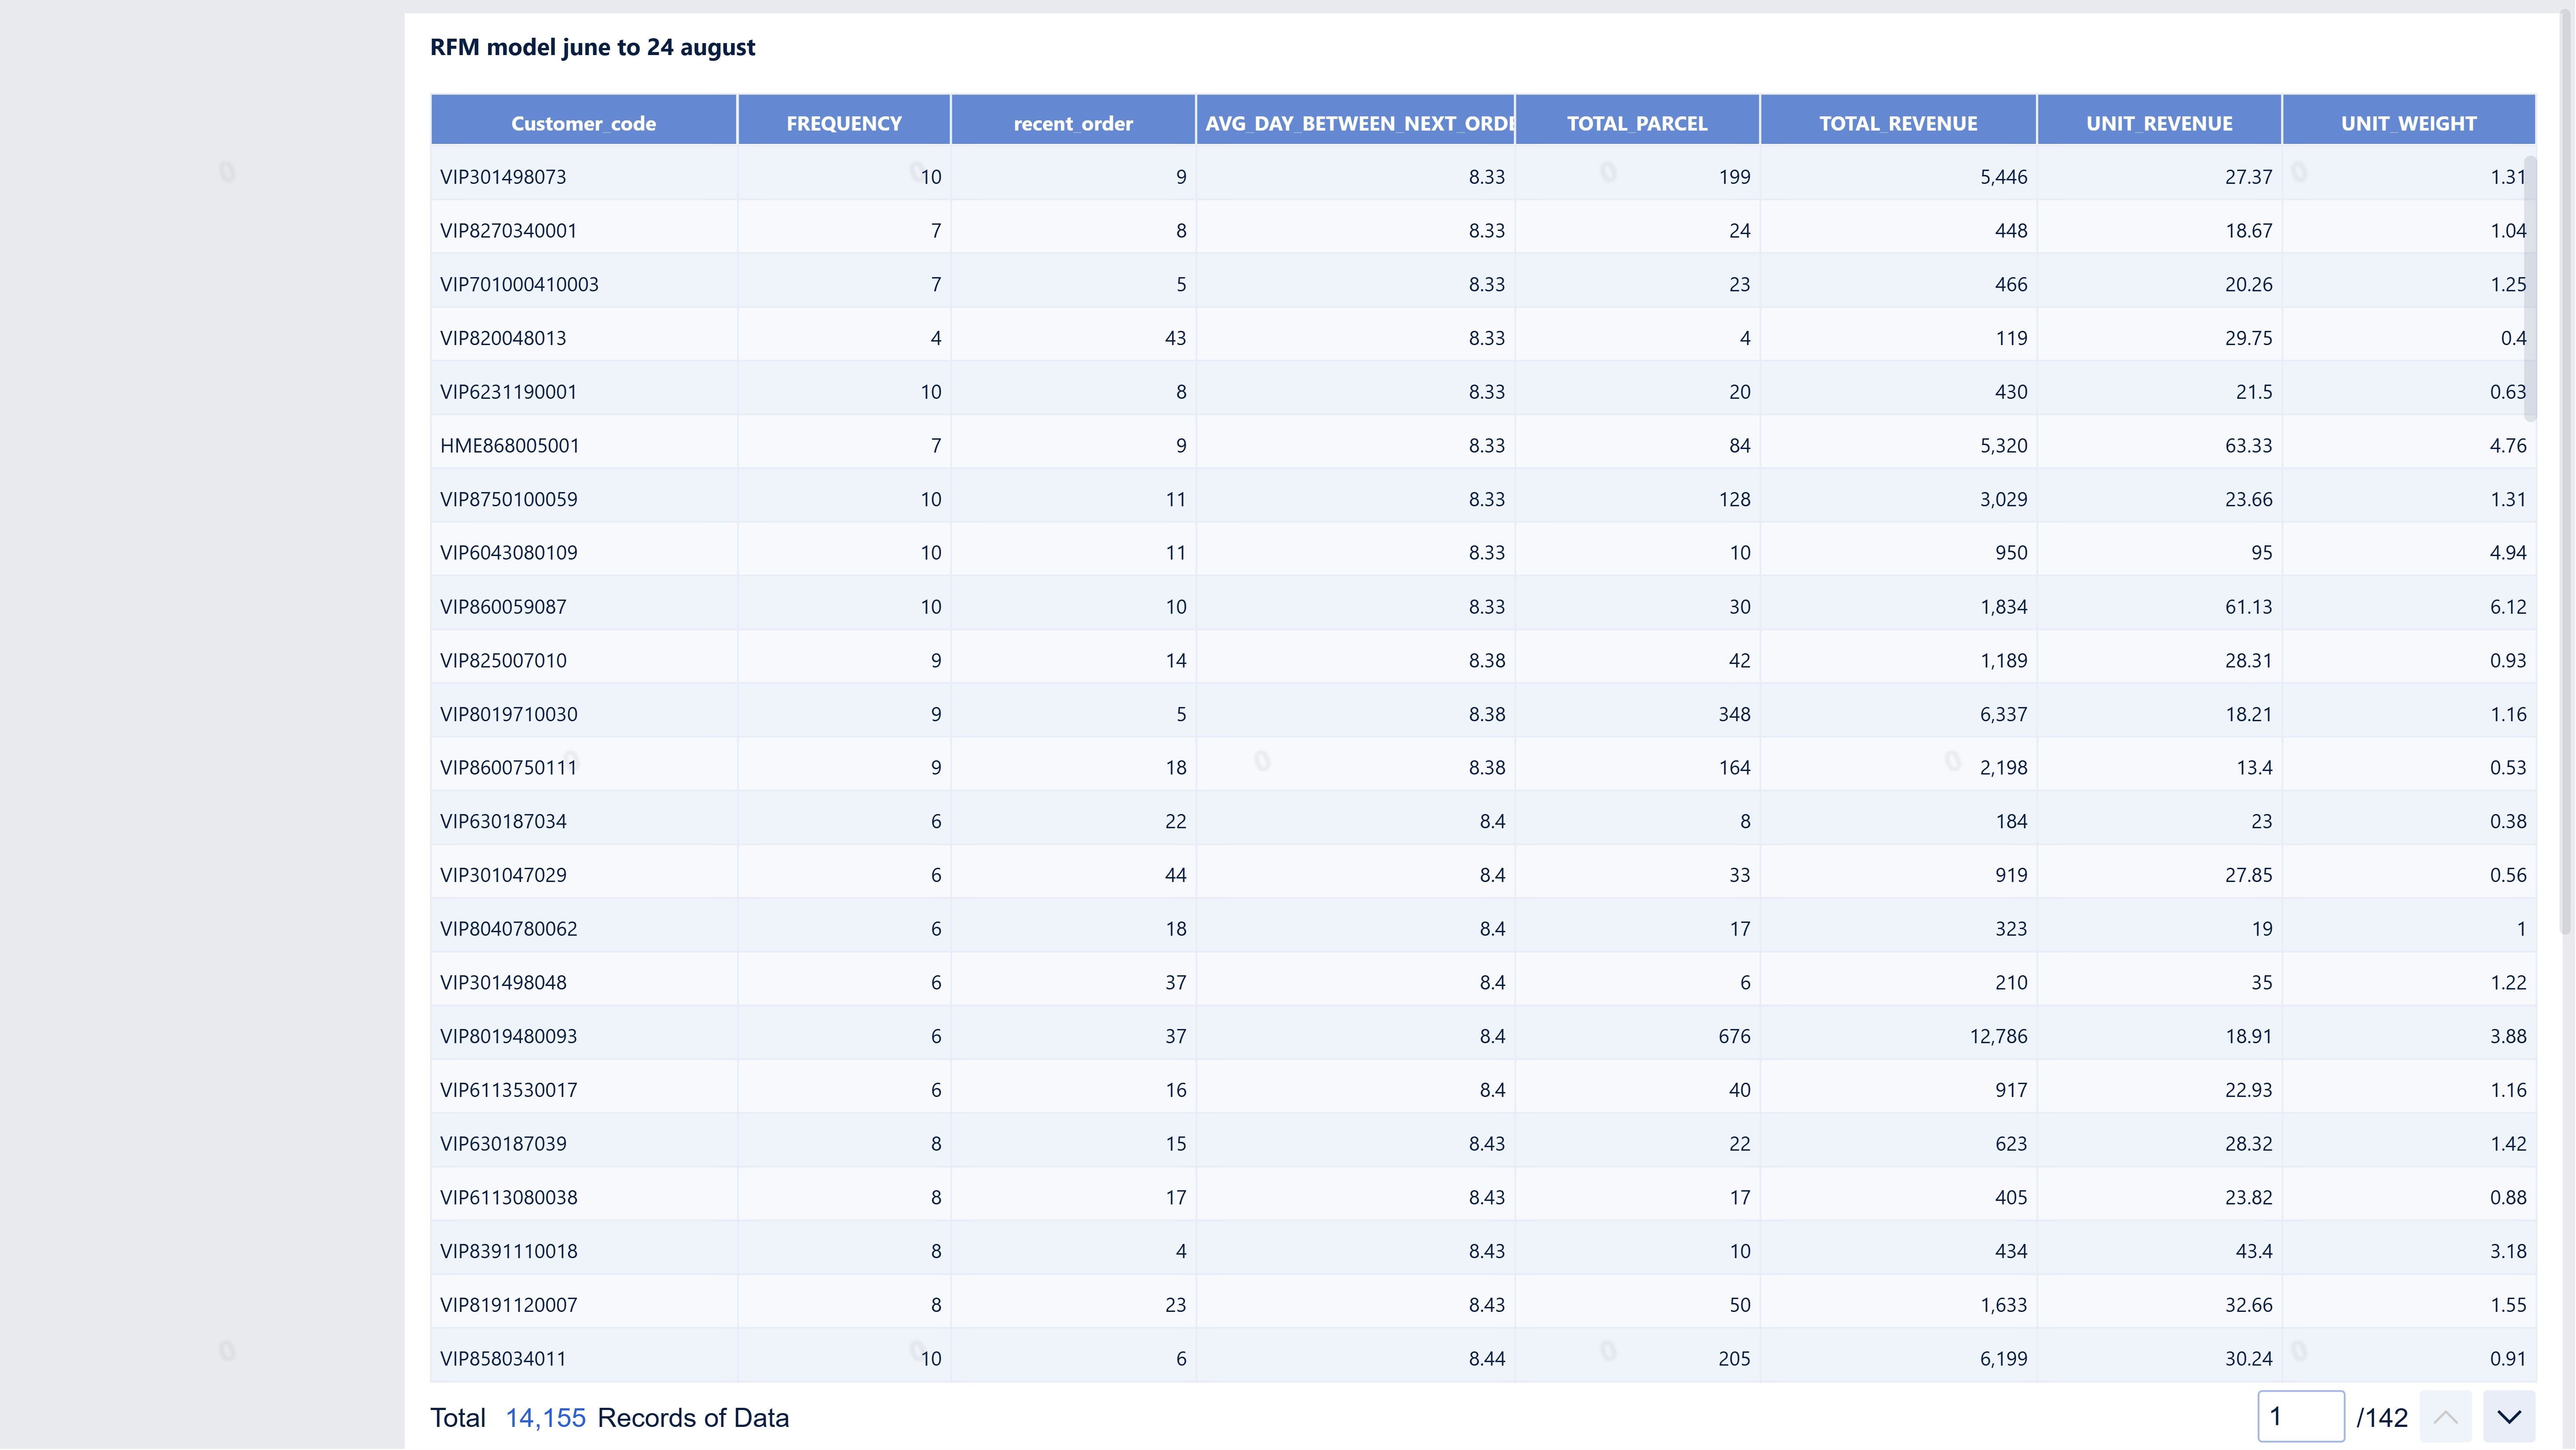 RFM model june to 24 august
Customer_code FREQUENCY recent_order AVG_DAY_BETWEEN_NEXT_ORDE TOTAL_PARCEL TOTAL_REVENUE UNIT_REVENUE UNIT_WEIGHT
VIP301498073 10 9 8.33 199 5,446 27.37 1.31
VIP8270340001 7 8 8.33 24 448 18.67 1.04
VIP701000410003 7 5 8.33 23 466 20.26 1.25
VIP820048013 4 43 8.33 4 119 29.75 0.4
VIP6231190001 10 8 8.33 20 430 21.5 0.63
HME868005001 7 9 8.33 84 5,320 63.33 4.76
VIP8750100059 10 11 8.33 128 3,029 23.66 1.31
VIP6043080109 10 11 8.33 10 950 95 4.94
VIP860059087 10 10 8.33 30 1,834 61.13 6.12
VIP825007010 9 14 8.38 42 1,189 28.31 0.93
VIP8019710030 9 5 8.38 348 6,337 18.21 1.16
VIP8600750111 9 18 8.38 164 2,198 13.4 0.53
VIP630187034 6 22 8.4 8 184 23 0.38
VIP301047029 6 44 8.4 33 919 27.85 0.56
VIP8040780062 6 18 8.4 17 323 19 1
VIP301498048 6 37 8.4 6 210 35 1.22
VIP8019480093 6 37 8.4 676 12,786 18.91 3.88
VIP6113530017 6 16 8.4 40 917 22.93 1.16
VIP630187039 8 15 8.43 22 623 28.32 1.42
VIP6113080038 8 17 8.43 17 405 23.82 0.88
VIP8391110018 8 4 8.43 10 434 43.4 3.18
VIP8191120007 8 23 8.43 50 1,633 32.66 1.55
VIP858034011 10 6 8.44 205 6,199 30.24 0.91
Total 14,155 Records of Data 1 /142